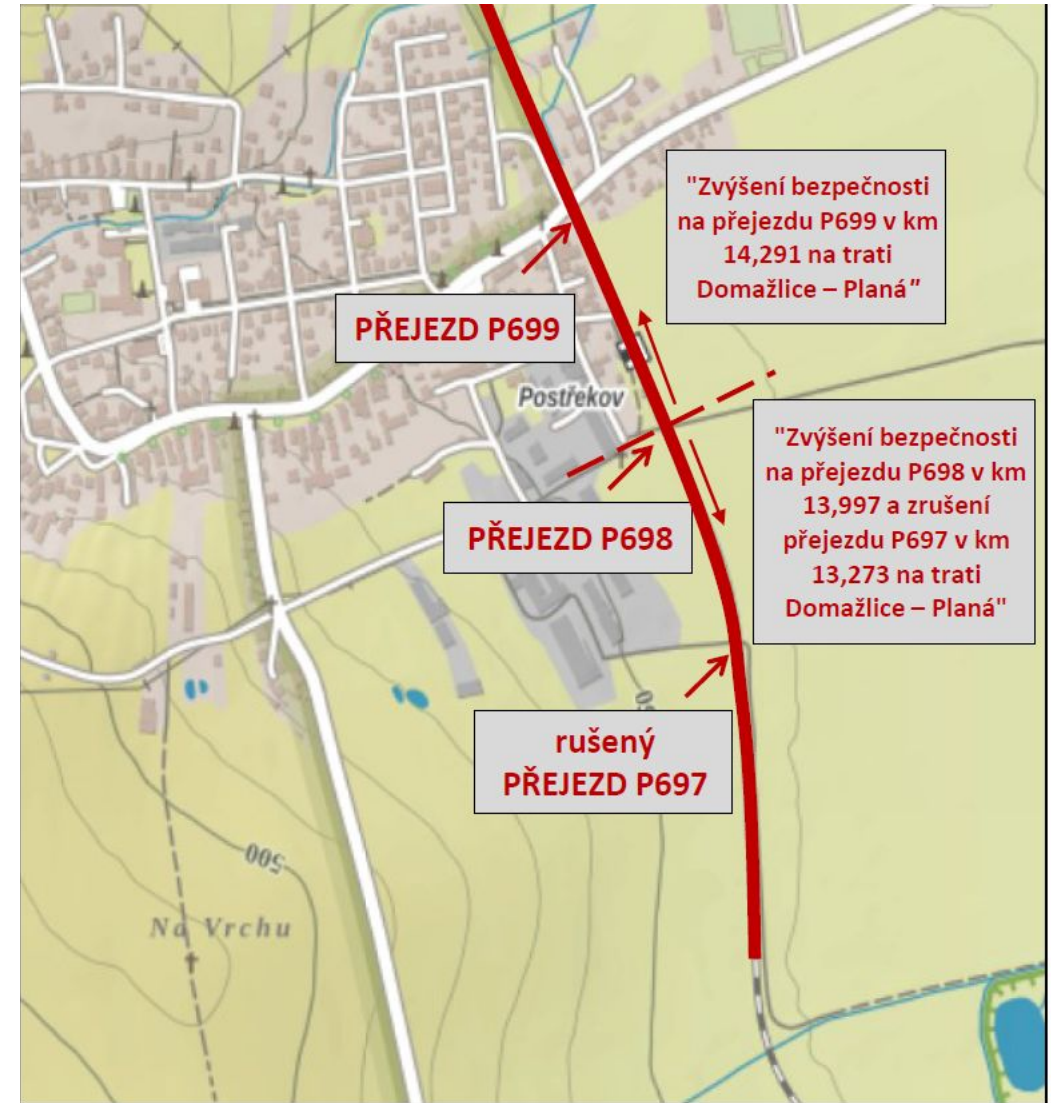 "Zvýšení bezpečnosti
na přejezdu P699 v km
14,291 na trati
Domažlice – Planá"
PŘEJEZD P699
Postřekov
"Zvýšení bezpečnosti
na přejezdu P698 v km
13,997 a zrušení
přejezdu P697 v km
13,273 na trati
Domažlice – Planá"
PŘEJEZD P698
rušený
PŘEJEZD P697
500
Na Vrchu